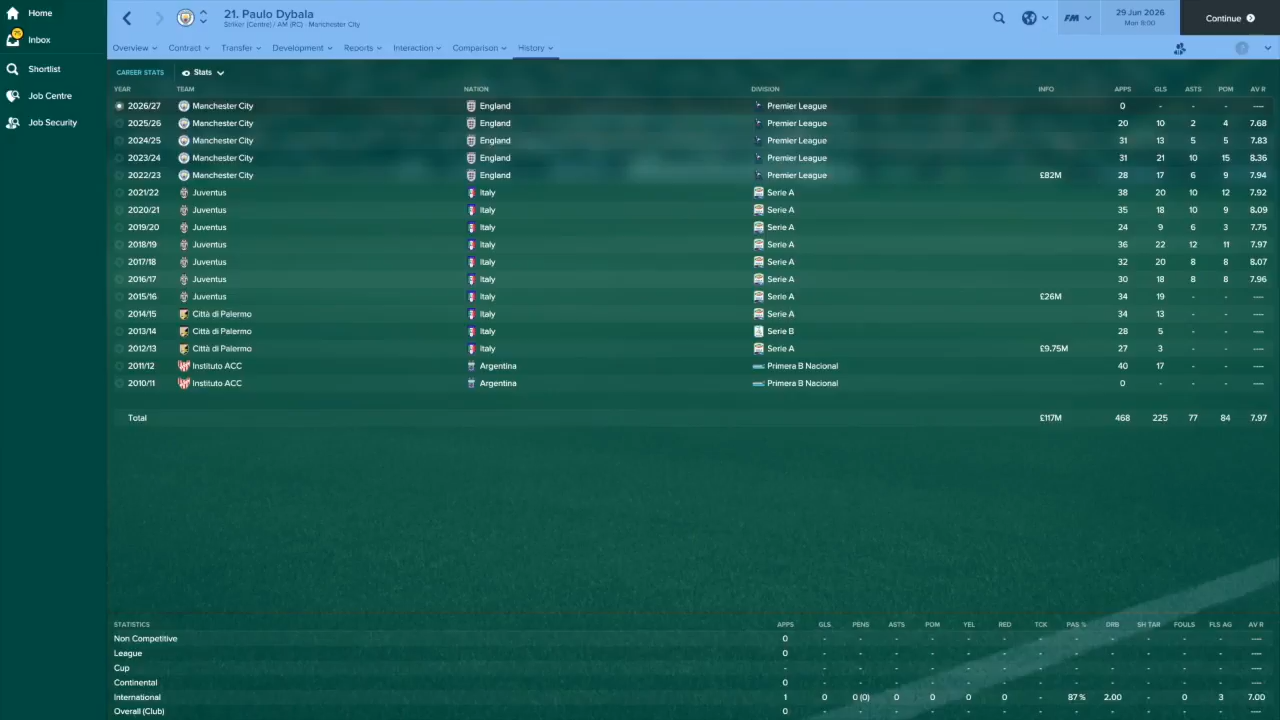 Home
Inbox
75
Shortlist
Job Centre
Job Security
21. Paulo Dybala
Striker (Centre) / AM (RC) - Manchester City
FM
29 Jun 2026
Mon 8:00
Continue
Overview Contract Transfer Development Reports Interaction Comparison History
CAREER STATS Stats
YEAR TEAM NATION DIVISION INFO APPS GLS ASTS POM AV R
2026/27 Manchester City England Premier League 0 - - - ----
2025/26 Manchester City England Premier League 20 10 2 4 7.68
2024/25 Manchester City England Premier League 31 13 5 5 7.83
2023/24 Manchester City England Premier League 31 21 10 15 8.36
2022/23 Manchester City England Premier League £82M 28 17 6 9 7.94
2021/22 Juventus Italy Serie A 38 20 10 12 7.92
2020/21 Juventus Italy Serie A 35 18 10 9 8.09
2019/20 Juventus Italy Serie A 24 9 6 3 7.75
2018/19 Juventus Italy Serie A 36 22 12 11 7.97
2017/18 Juventus Italy Serie A 32 20 8 8 8.07
2016/17 Juventus Italy Serie A 30 18 8 8 7.96
2015/16 Juventus Italy Serie A £26M 34 19 - - ----
2014/15 Città di Palermo Italy Serie A 34 13 - - ----
2013/14 Città di Palermo Italy Serie B 28 5 - - ----
2012/13 Città di Palermo Italy Serie A £9.75M 27 3 - - ----
2011/12 Instituto ACC Argentina Primera B Nacional 40 17 - - ----
2010/11 Instituto ACC Argentina Primera B Nacional 0 - - - ----
Total £117M 468 225 77 84 7.97
STATISTICS APPS GLS PENS ASTS POM YEL RED TCK PAS % DRB SH TAR FOULS FLS AG AV R
Non Competitive 0 - - - - - - - - - - - - ----
League 0 - - - - - - - - - - - - ----
Cup - - - - - - - - - - - - - ----
Continental 0 - - - - - - - - - - - - ----
International 1 0 0 (0) 0 0 0 0 - 87 % 2.00 - 0 3 7.00
Overall (Club) 0 - - - - - - - - - - - - ----